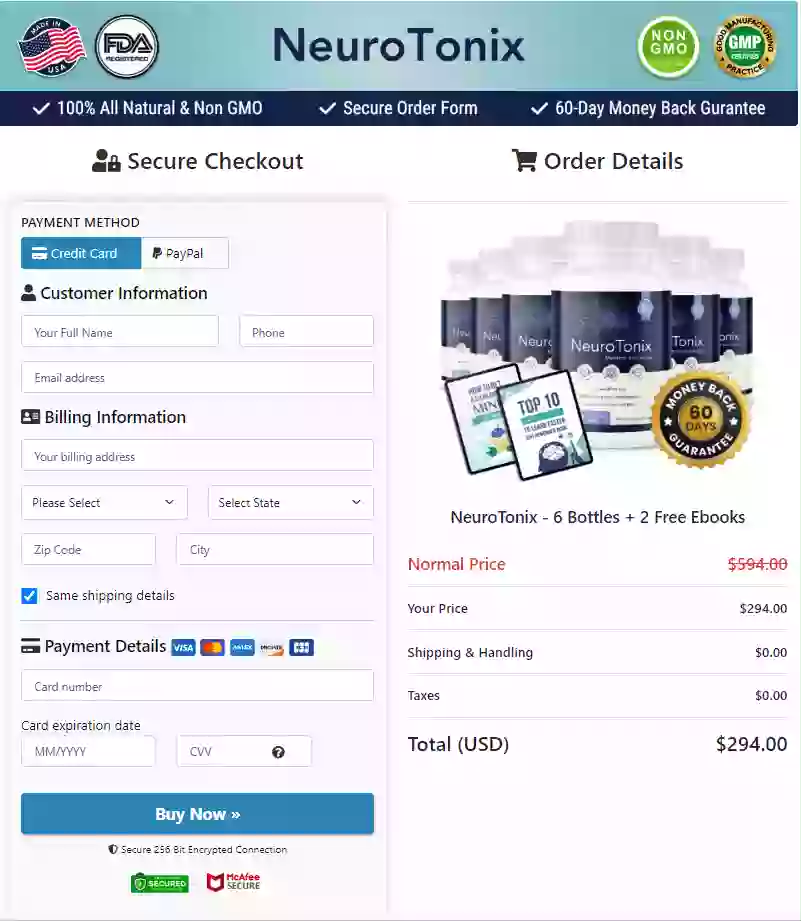 MADE IN
USA
FDA
REGISTERED
NeuroTonix
NON
GMO
GOOD MANUFACTURING
GMP
CERTIFIED
PRACTICE
100% All Natural & Non GMO
Secure Order Form
60-Day Money Back Gurantee
Secure Checkout
PAYMENT METHOD
Credit Card
PayPal
Customer Information
Your Full Name
Phone
Email address
Billing Information
Your billing address
Please Select
Select State
Zip Code
City
Same shipping details
Payment Details
VISA
AMEX
Card number
Card expiration date
MM/YYYY
CVV
?
Buy Now »
Secure 256 Bit Encrypted Connection
SECURED
McAfee
SECURE
Order Details
NeuroTonix
TOP 10
MONEY BACK
60
DAYS
GUARANTEE
NeuroTonix - 6 Bottles + 2 Free Ebooks
Normal Price $594.00
Your Price $294.00
Shipping & Handling $0.00
Taxes $0.00
Total (USD) $294.00